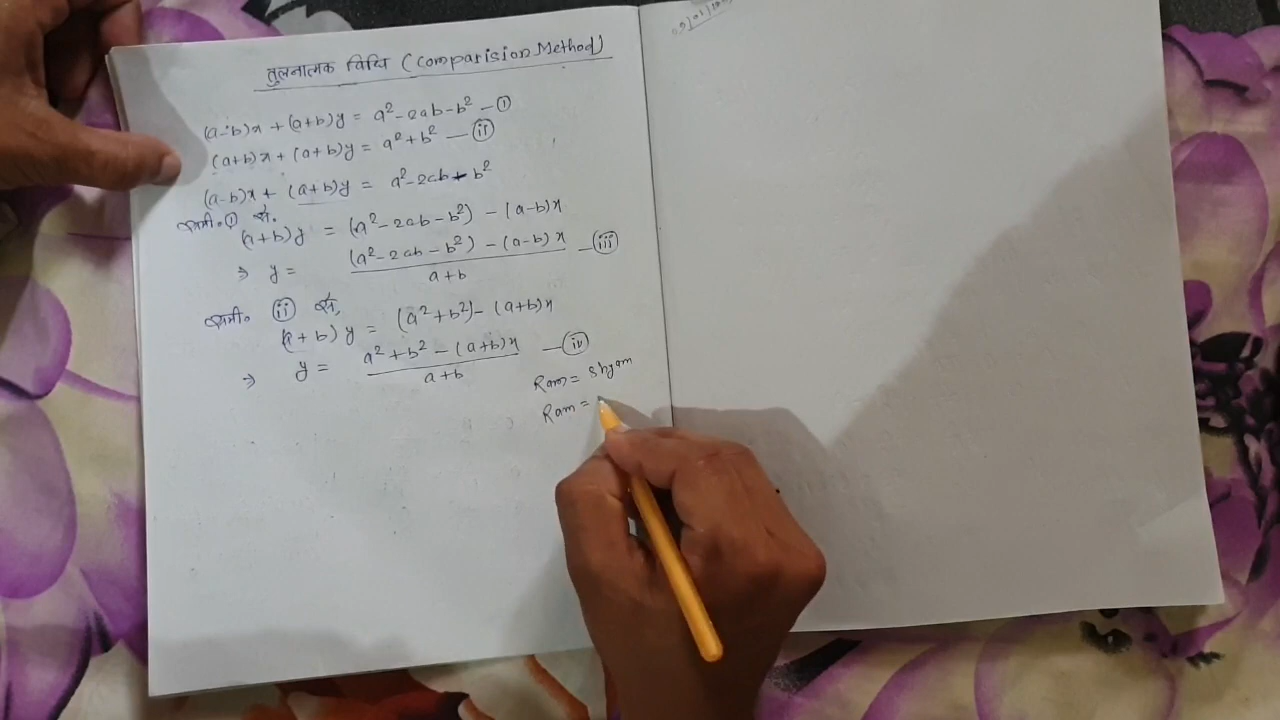 तुलनात्मक विधि (Comparision Method)
(a-b)x + (a+b)y = a²-2ab-b² — (i)
(a+b)x + (a+b)y = a²+b² — (ii)
(a-b)x + (a+b)y = a²-2ab-b²
समी० (i) से,
(a+b)y = (a²-2ab-b²) - (a-b)x
⇒ y = (a²-2ab-b²) - (a-b)x / a+b — (iii)
समी० (ii) से,
(a+b)y = (a²+b²) - (a+b)x
⇒ y = a²+b² - (a+b)x / a+b — (iv)
Ram = Shyam
Ram =